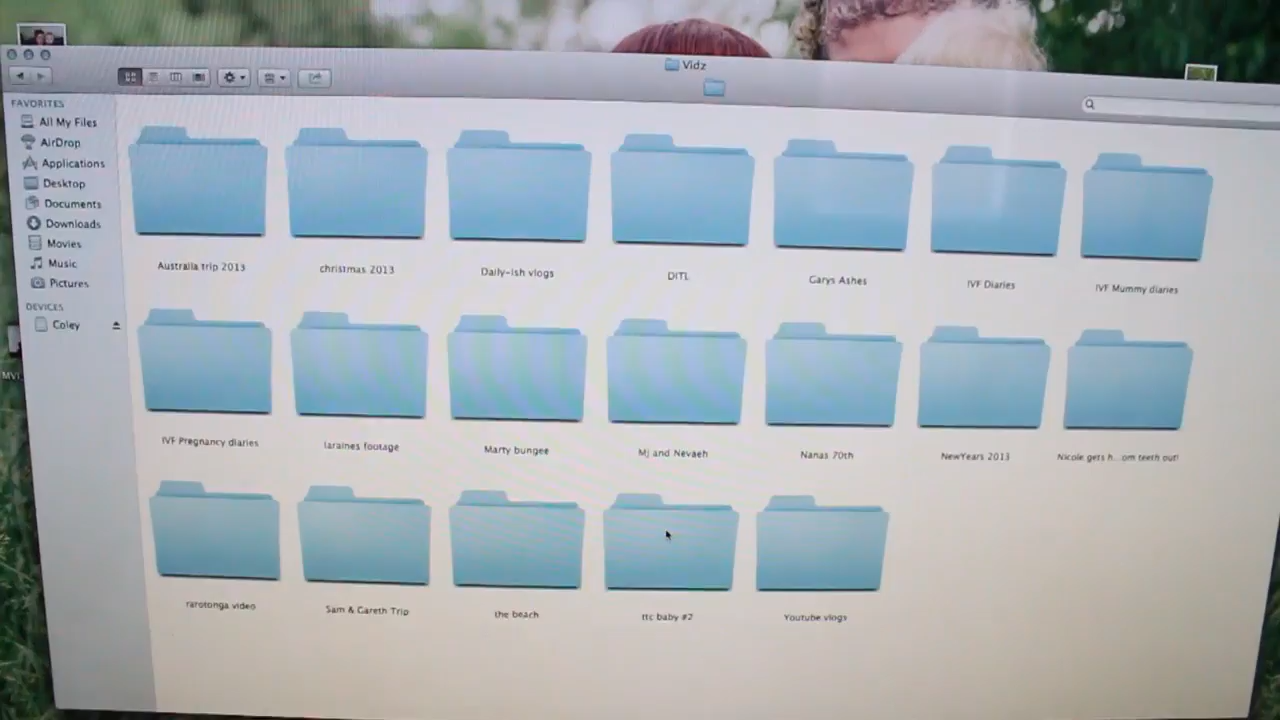 Vidz
FAVORITES
All My Files
AirDrop
Applications
Desktop
Documents
Downloads
Movies
Music
Pictures
DEVICES
Coley
Australia trip 2013
christmas 2013
Daily-ish vlogs
DITL
Garys Ashes
IVF Diaries
IVF Mummy diaries
IVF Pregnancy diaries
laraines footage
Marty bungee
Mj and Nevaeh
Nanas 70th
NewYears 2013
Nicole gets h...om teeth out!
rarotonga video
Sam & Gareth Trip
the beach
ttc baby #2
Youtube vlogs